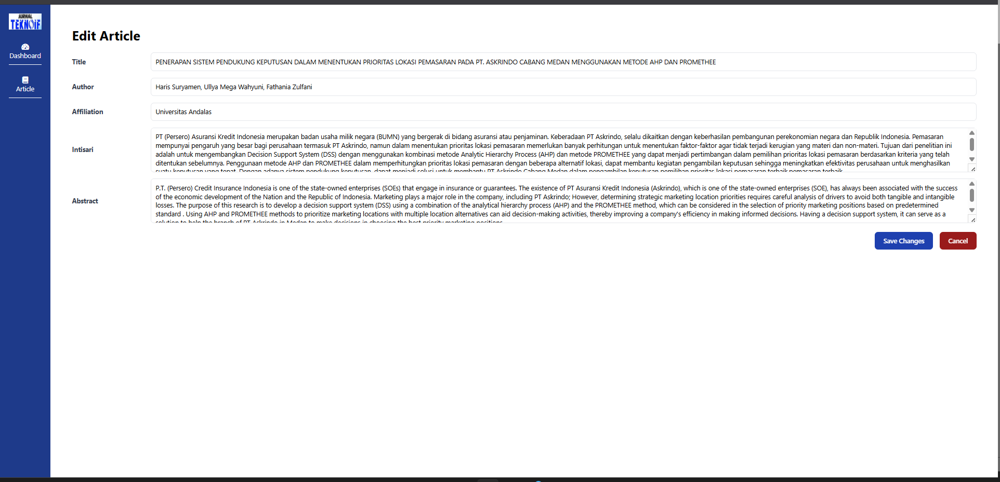 JURNAL
TEKNOIF
Dashboard
Article
Edit Article
Title
PENERAPAN SISTEM PENDUKUNG KEPUTUSAN DALAM MENENTUKAN PRIORITAS LOKASI PEMASARAN PADA PT. ASKRINDO CABANG MEDAN MENGGUNAKAN METODE AHP DAN PROMETHEE
Author
Haris Suryamen, Ullya Mega Wahyuni, Fathania Zulfani
Affiliation
Universitas Andalas
Intisari
PT (Persero) Asuransi Kredit Indonesia merupakan badan usaha milik negara (BUMN) yang bergerak di bidang asuransi atau penjaminan. Keberadaan PT Askrindo, selalu dikaitkan dengan keberhasilan pembangunan perekonomian negara dan Republik Indonesia. Pemasaran
mempunyai pengaruh yang besar bagi perusahaan termasuk PT Askrindo, namun dalam menentukan prioritas lokasi pemasaran memerlukan banyak perhitungan untuk menentukan faktor-faktor agar tidak terjadi kerugian yang materi dan non-materi. Tujuan dari penelitian ini
adalah untuk mengembangkan Decision Support System (DSS) dengan menggunakan kombinasi metode Analytic Hierarchy Process (AHP) dan metode PROMETHEE yang dapat menjadi pertimbangan dalam pemilihan prioritas lokasi pemasaran berdasarkan kriteria yang telah
ditentukan sebelumnya. Penggunaan metode AHP dan PROMETHEE dalam memperhitungkan prioritas lokasi pemasaran dengan beberapa alternatif lokasi, dapat membantu kegiatan pengambilan keputusan sehingga meningkatkan efektivitas perusahaan untuk menghasilkan
suatu keputusan yang tepat. Dengan adanya sistem pendukung keputusan, dapat menjadi solusi untuk membantu PT Askrindo Cabang Medan dalam pengambilan keputusan pemilihan prioritas lokasi pemasaran terbaik pemasaran terbaik.
Abstract
P.T. (Persero) Credit Insurance Indonesia is one of the state-owned enterprises (SOEs) that engage in insurance or guarantees. The existence of PT Asuransi Kredit Indonesia (Askrindo), which is one of the state-owned enterprises (SOE), has always been associated with the success
of the economic development of the Nation and the Republic of Indonesia. Marketing plays a major role in the company, including PT Askrindo; However, determining strategic marketing location priorities requires careful analysis of drivers to avoid both tangible and intangible
losses. The purpose of this research is to develop a decision support system (DSS) using a combination of the analytical hierarchy process (AHP) and the PROMETHEE method, which can be considered in the selection of priority marketing positions based on predetermined
standard . Using AHP and PROMETHEE methods to prioritize marketing locations with multiple location alternatives can aid decision-making activities, thereby improving a company's efficiency in making informed decisions. Having a decision support system, it can serve as a
solution to help the branch of PT Askrindo in Medan to make decisions in choosing the best priority marketing positions.
Save Changes
Cancel